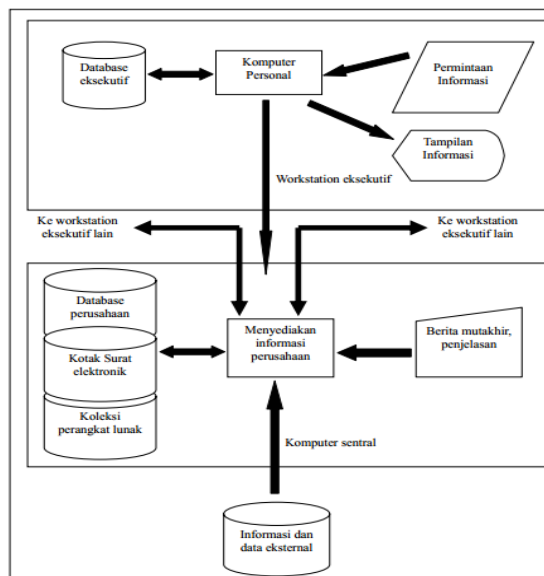 Database
eksekutif
Komputer
Personal
Permintaan
Informasi
Tampilan
Informasi
Workstation eksekutif
Ke workstation
eksekutif lain
Ke workstation
eksekutif lain
Database
perusahaan
Kotak Surat
elektronik
Koleksi
perangkat lunak
Menyediakan
informasi
perusahaan
Berita mutakhir,
penjelasan
Komputer sentral
Informasi dan
data eksternal